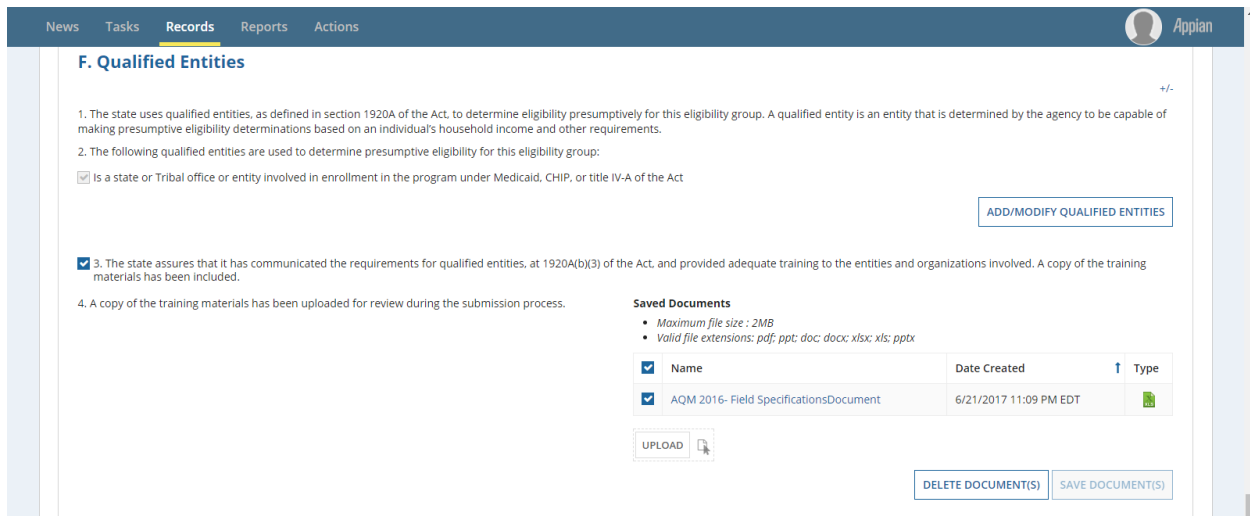 News Tasks Records Reports Actions Appian
F. Qualified Entities
+/-
1. The state uses qualified entities, as defined in section 1920A of the Act, to determine eligibility presumptively for this eligibility group. A qualified entity is an entity that is determined by the agency to be capable of
making presumptive eligibility determinations based on an individual's household income and other requirements.
2. The following qualified entities are used to determine presumptive eligibility for this eligibility group:
Is a state or Tribal office or entity involved in enrollment in the program under Medicaid, CHIP, or title IV-A of the Act
ADD/MODIFY QUALIFIED ENTITIES
3. The state assures that it has communicated the requirements for qualified entities, at 1920A(b)(3) of the Act, and provided adequate training to the entities and organizations involved. A copy of the training
materials has been included.
4. A copy of the training materials has been uploaded for review during the submission process.
Saved Documents
• Maximum file size : 2MB
• Valid file extensions: pdf; ppt; doc; docx; xlsx; xls; pptx
Name Date Created ↑ Type
AQM 2016- Field SpecificationsDocument 6/21/2017 11:09 PM EDT
UPLOAD
DELETE DOCUMENT(S) SAVE DOCUMENT(S)